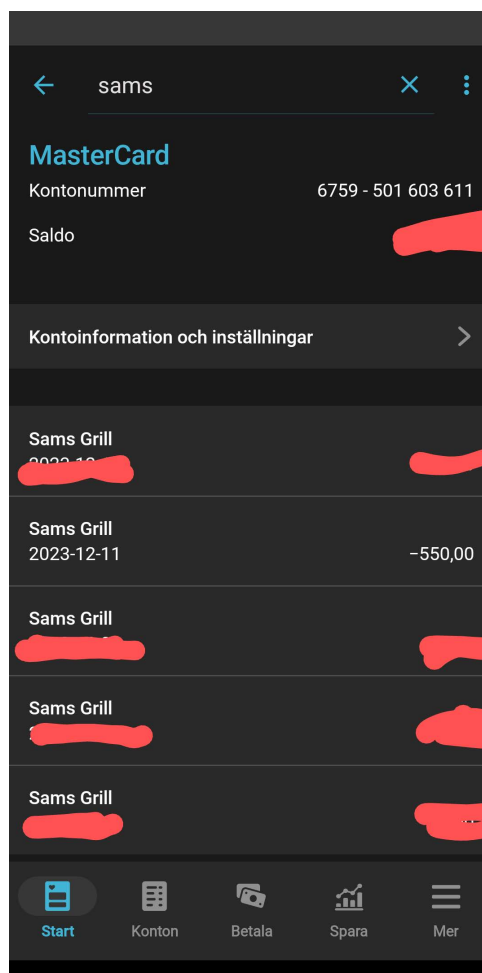 sams
MasterCard
Kontonummer 6759 - 501 603 611
Saldo
Kontoinformation och inställningar
Sams Grill
Sams Grill
2023-12-11 −550,00
Sams Grill
Sams Grill
Sams Grill
Start Konton Betala Spara Mer